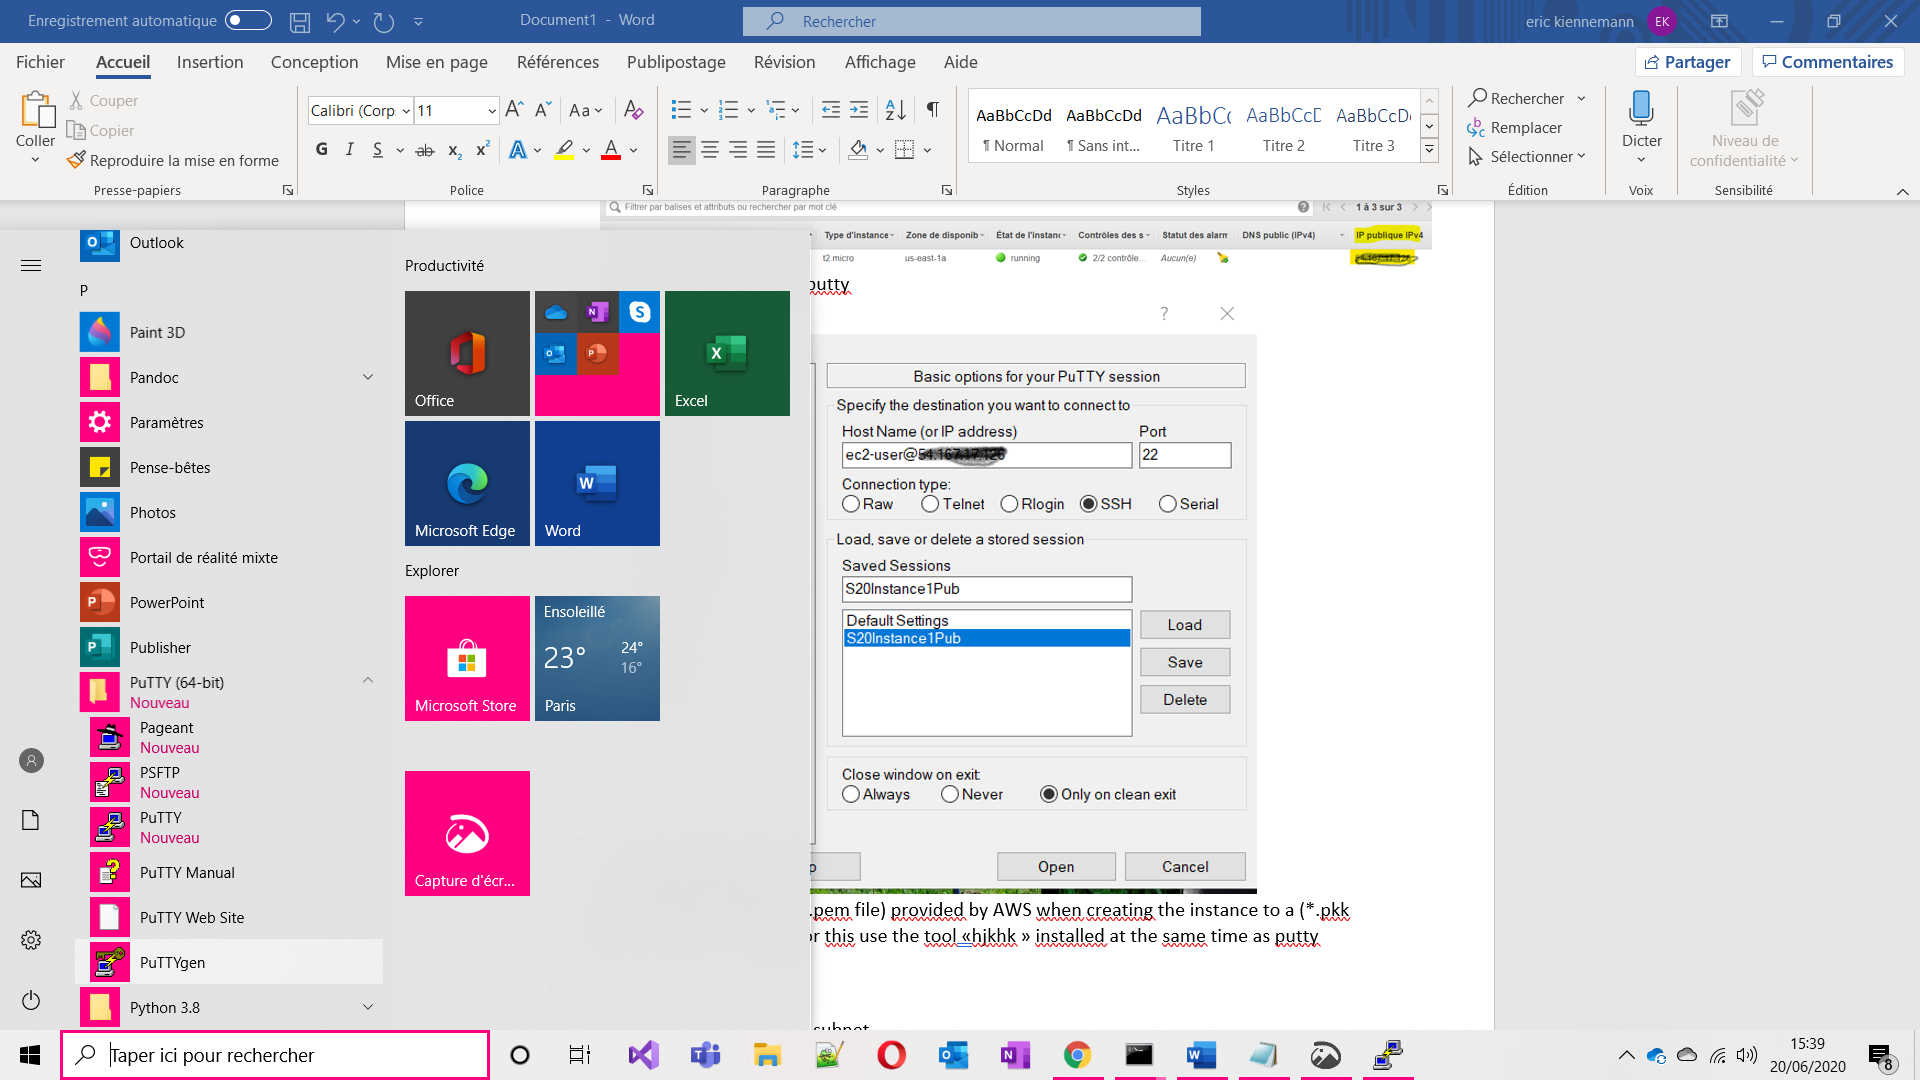 Enregistrement automatique
Document1 - Word
Rechercher
eric kiennemann
EK
Fichier
Accueil
Insertion
Conception
Mise en page
Références
Publipostage
Révision
Affichage
Aide
Partager
Commentaires
Coller
Couper
Copier
Reproduire la mise en forme
Presse-papiers
Calibri (Corp
11
Aa
G I S ab x₂ x² A A
Police
Paragraphe
AaBbCcDd
¶ Normal
AaBbCcDd
¶ Sans int...
AaBbCc
Titre 1
AaBbCcD
Titre 2
AaBbCcD
Titre 3
Styles
Rechercher
Remplacer
Sélectionner
Édition
Dicter
Voix
Niveau de
confidentialité
Sensibilité
Filtrer par balises et attributs ou rechercher par mot clé
1 à 3 sur 3
Type d'instance
Zone de disponib
État de l'instanc
Contrôles des s
Statut des alarm
DNS public (IPv4)
IP publique IPv4
t2.micro
us-east-1a
running
2/2 contrôle...
Aucun(e)
putty
?
Basic options for your PuTTY session
Specify the destination you want to connect to
Host Name (or IP address)
Port
ec2-user@
22
Connection type:
Raw
Telnet
Rlogin
SSH
Serial
Load, save or delete a stored session
Saved Sessions
S20Instance1Pub
Default Settings
S20Instance1Pub
Load
Save
Delete
Close window on exit:
Always
Never
Only on clean exit
Open
Cancel
.pem file) provided by AWS when creating the instance to a (*.pkk
or this use the tool «hjkhk » installed at the same time as putty
subnet
Outlook
P
Paint 3D
Pandoc
Paramètres
Pense-bêtes
Photos
Portail de réalité mixte
PowerPoint
Publisher
PuTTY (64-bit)
Nouveau
Pageant
Nouveau
PSFTP
Nouveau
PuTTY
Nouveau
PuTTY Manual
PuTTY Web Site
PuTTYgen
Python 3.8
Productivité
Office
Excel
Microsoft Edge
Word
Explorer
Microsoft Store
Ensoleillé
23°
24°
16°
Paris
Capture d'écr...
Taper ici pour rechercher
15:39
20/06/2020
8